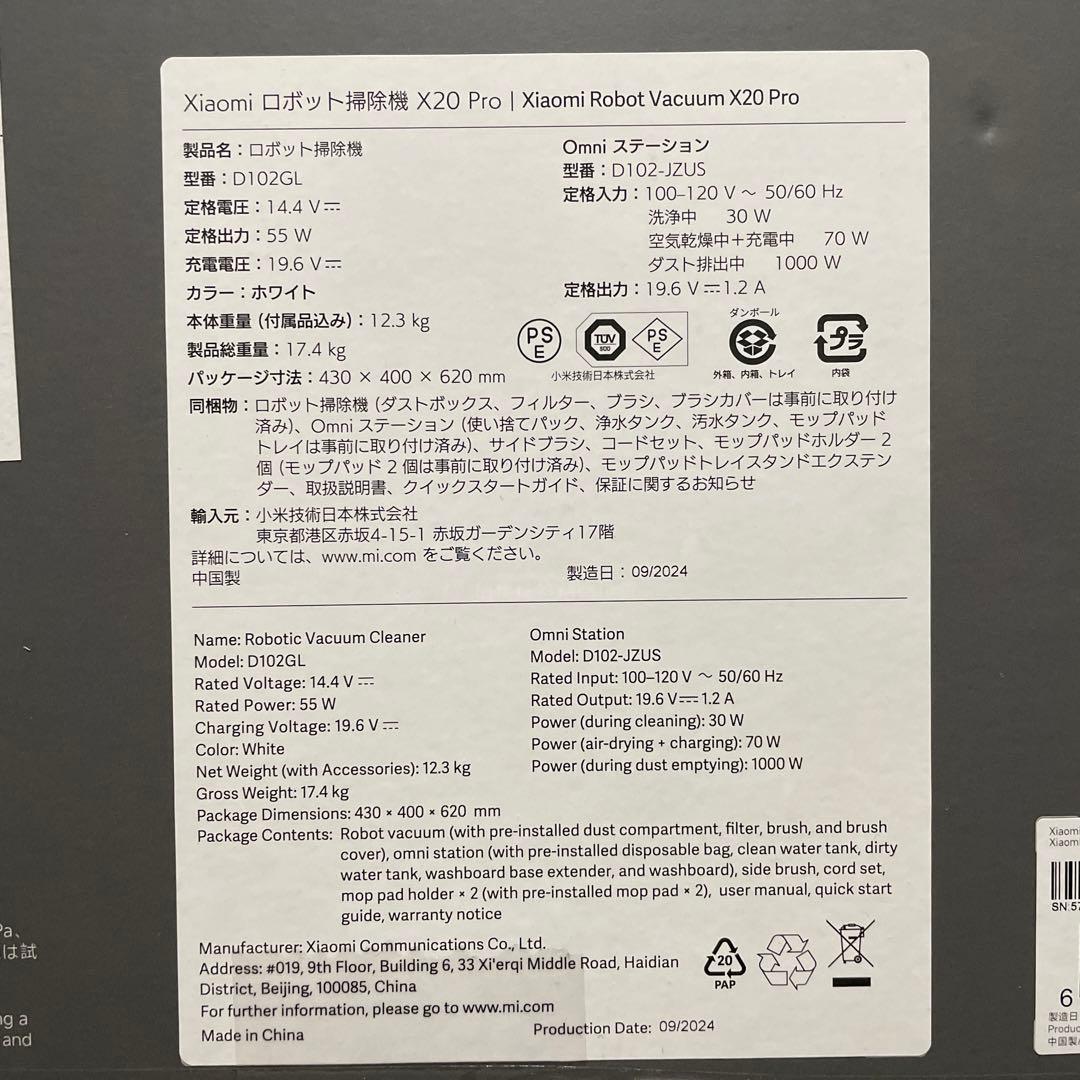 Xiaomi ロボット掃除機 X20 Pro | Xiaomi Robot Vacuum X20 Pro
製品名：ロボット掃除機
型番：D102GL
定格電圧：14.4 V⎓
定格出力：55 W
充電電圧：19.6 V⎓
カラー：ホワイト
本体重量 (付属品込み)：12.3 kg
製品総重量：17.4 kg
パッケージ寸法：430 × 400 × 620 mm
Omni ステーション
型番：D102-JZUS
定格入力：100–120 V ～ 50/60 Hz
洗浄中 30 W
空気乾燥中＋充電中 70 W
ダスト排出中 1000 W
定格出力：19.6 V⎓1.2 A
PS
E
TÜV
SÜD
PS
E
小米技術日本株式会社
ダンボール
外箱、内箱、トレイ
プラ
内袋
同梱物：ロボット掃除機 (ダストボックス、フィルター、ブラシ、ブラシカバーは事前に取り付け
済み)、Omni ステーション (使い捨てパック、浄水タンク、汚水タンク、モップパッド
トレイは事前に取り付け済み)、サイドブラシ、コードセット、モップパッドホルダー 2
個 (モップパッド 2 個は事前に取り付け済み)、モップパッドトレイスタンドエクステン
ダー、取扱説明書、クイックスタートガイド、保証に関するお知らせ
輸入元：小米技術日本株式会社
東京都港区赤坂4-15-1 赤坂ガーデンシティ17階
詳細については、www.mi.com をご覧ください。
中国製 製造日：09/2024
Name: Robotic Vacuum Cleaner
Model: D102GL
Rated Voltage: 14.4 V⎓
Rated Power: 55 W
Charging Voltage: 19.6 V⎓
Color: White
Net Weight (with Accessories): 12.3 kg
Gross Weight: 17.4 kg
Package Dimensions: 430 × 400 × 620 mm
Omni Station
Model: D102-JZUS
Rated Input: 100–120 V ～ 50/60 Hz
Rated Output: 19.6 V⎓1.2 A
Power (during cleaning): 30 W
Power (air-drying + charging): 70 W
Power (during dust emptying): 1000 W
Package Contents: Robot vacuum (with pre-installed dust compartment, filter, brush, and brush
cover), omni station (with pre-installed disposable bag, clean water tank, dirty
water tank, washboard base extender, and washboard), side brush, cord set,
mop pad holder × 2 (with pre-installed mop pad × 2), user manual, quick start
guide, warranty notice
Manufacturer: Xiaomi Communications Co., Ltd.
Address: #019, 9th Floor, Building 6, 33 Xi'erqi Middle Road, Haidian
District, Beijing, 100085, China
For further information, please go to www.mi.com
Made in China Production Date: 09/2024
20
PAP
Pa、
は試
ng a
and
Xiaomi
Xiaomi
SN:57
6
製造日
Produc
中国製/